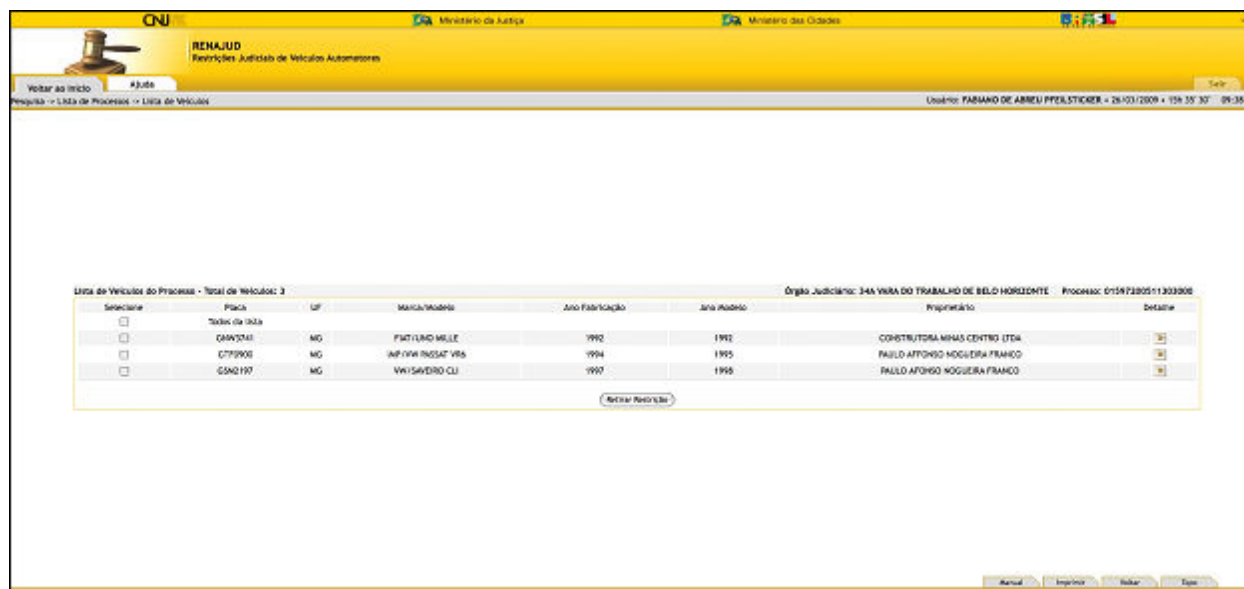 CNJ Ministério da Justiça Ministério das Cidades
RENAJUD
Restrições Judiciais de Veículos Automotores
Voltar ao Início Ajuda Sair
Pesquisa -> Lista de Processos -> Lista de Veículos Usuário: FABIANO DE ABREU PFEILSTICKER • 26/03/2009 • 15h 35' 30" 09:38
Lista de Veículos do Processo - Total de Veículos: 3 Órgão Judiciário: 34A VARA DO TRABALHO DE BELO HORIZONTE Processo: 01597200511303000
Selecione Placa UF Marca/Modelo Ano Fabricação Ano Modelo Proprietário Detalhe
Todos da lista
MG FIAT/UNO MILLE 1992 1992 CONSTRUTORA MINAS CENTRO LTDA
GTF0900 MG IMP/VW PASSAT VR6 1994 1995 PAULO AFFONSO NOGUEIRA FRANCO
GSN2197 MG VW/SAVEIRO CLI 1997 1998 PAULO AFONSO NOGUEIRA FRANCO
Retirar Restrição
Manual Imprimir Voltar Topo